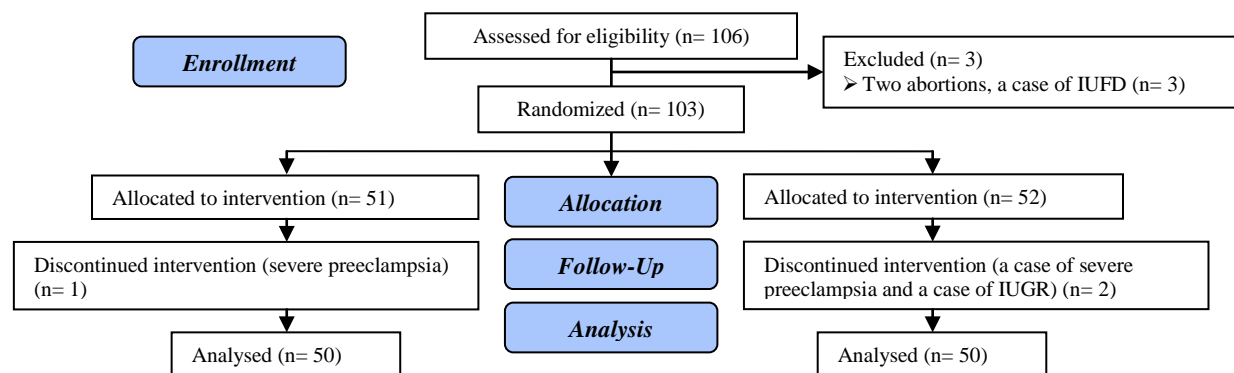 Assessed for eligibility (n= 106)
Enrollment
Excluded (n= 3)
➢ Two abortions, a case of IUFD (n= 3)
Randomized (n= 103)
Allocated to intervention (n= 51)
Allocation
Allocated to intervention (n= 52)
Discontinued intervention (severe preeclampsia)
(n= 1)
Follow-Up
Discontinued intervention (a case of severe
preeclampsia and a case of IUGR) (n= 2)
Analysis
Analysed (n= 50)
Analysed (n= 50)